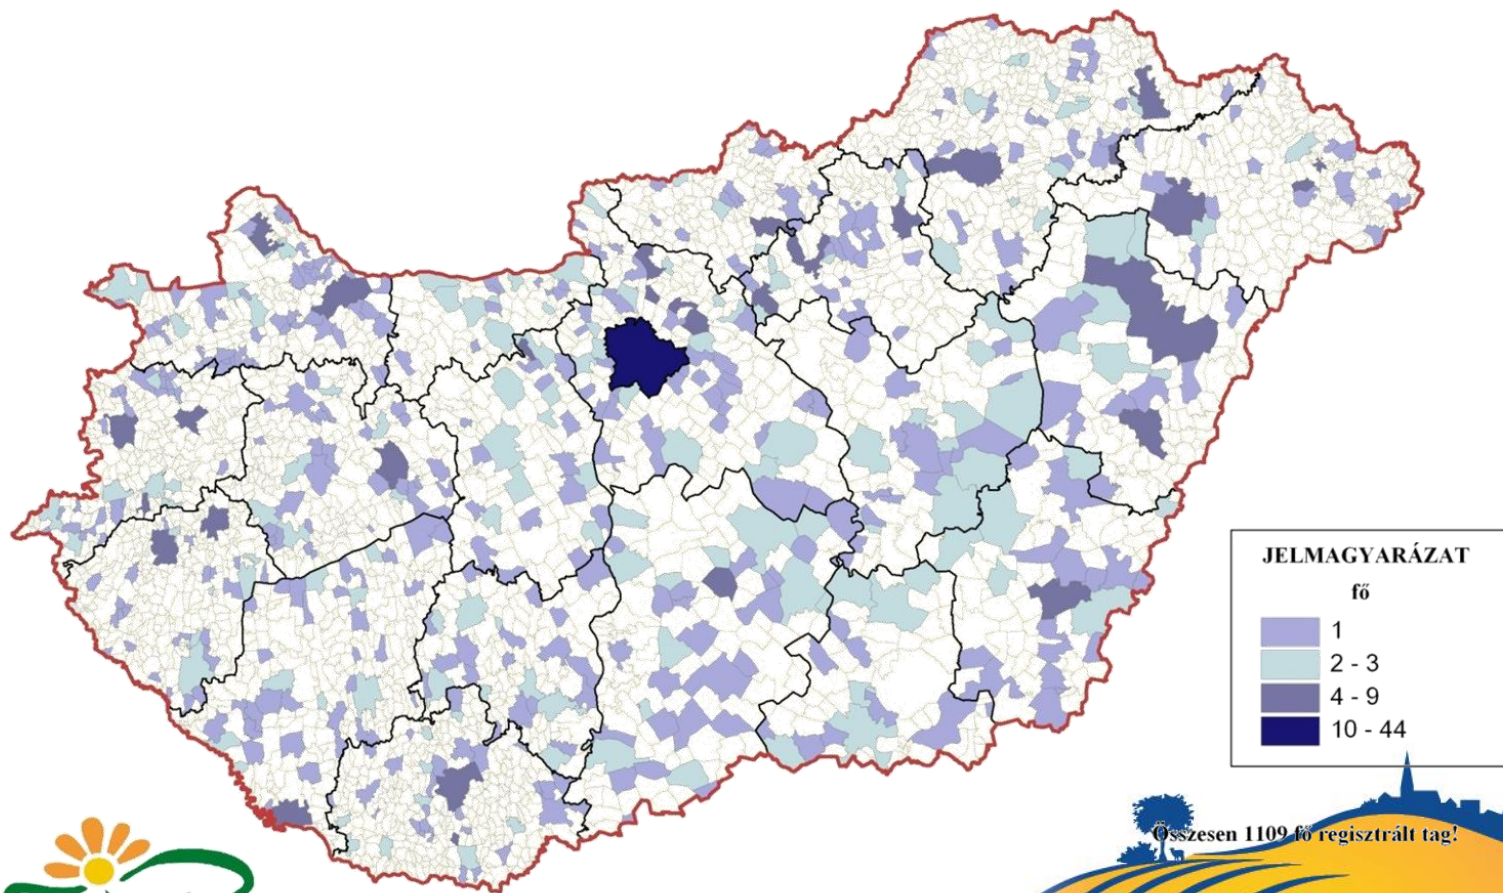 JELMAGYARÁZAT
fő
1
2 - 3
4 - 9
10 - 44
Összesen 1109 fő regisztrált tag!